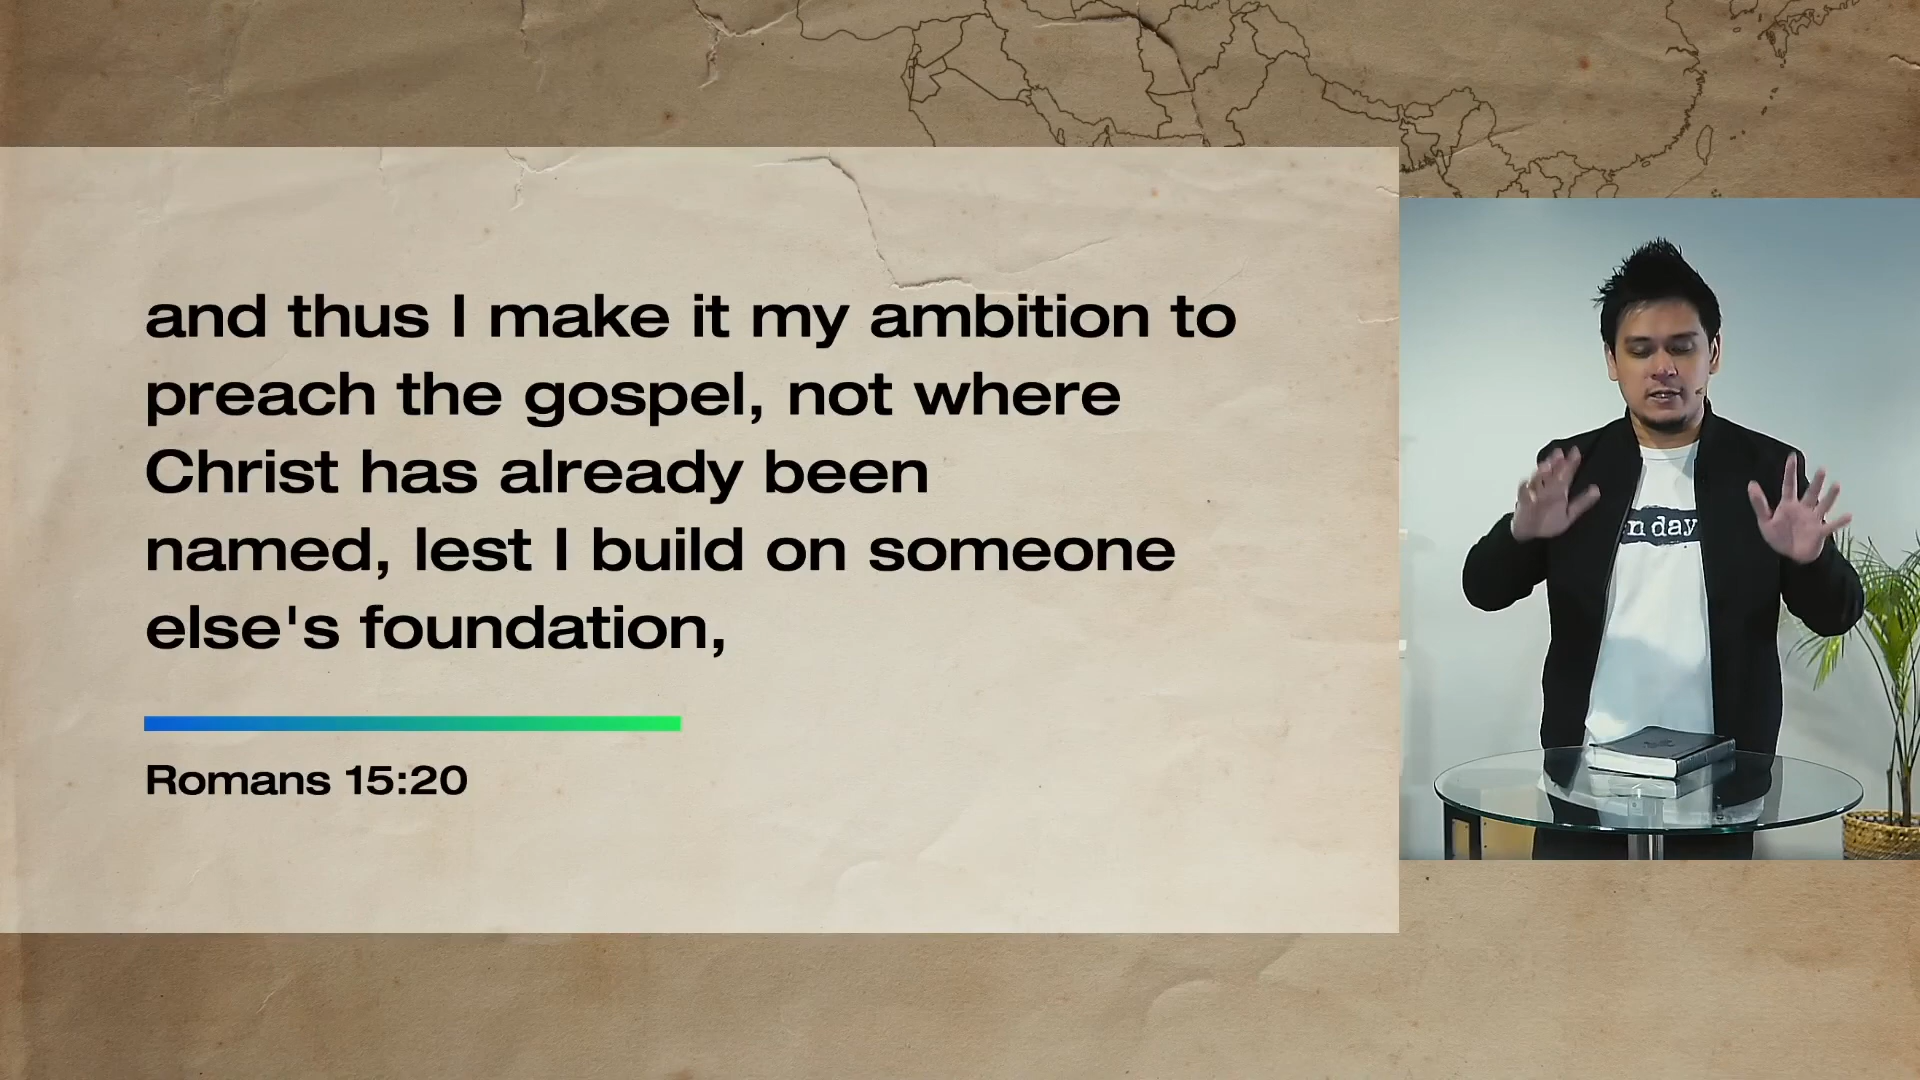 and thus I make it my ambition to
preach the gospel, not where
Christ has already been
named, lest I build on someone
else's foundation,
Romans 15:20
n day